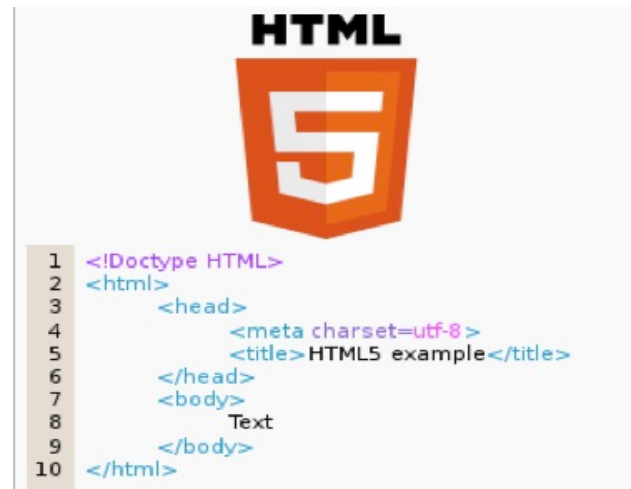 HTML
5
1 <!Doctype HTML>
2 <html>
3 <head>
4 <meta charset=utf-8>
5 <title>HTML5 example</title>
6 </head>
7 <body>
8 Text
9 </body>
10 </html>